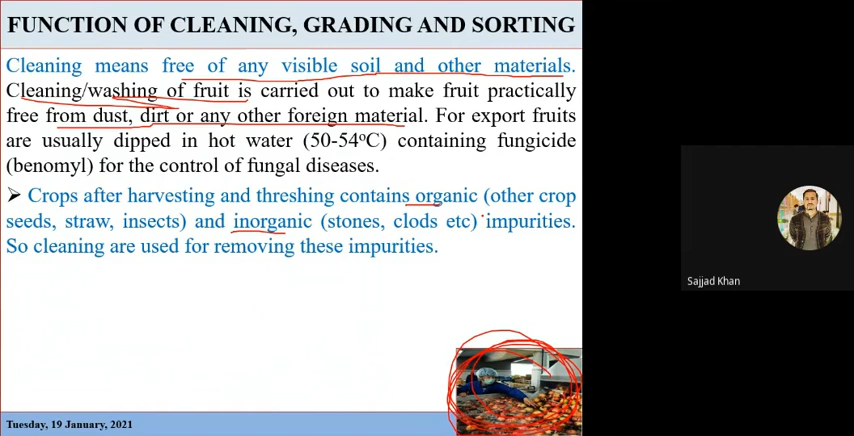 FUNCTION OF CLEANING, GRADING AND SORTING
Cleaning means free of any visible soil and other materials.
Cleaning/washing of fruit is carried out to make fruit practically
free from dust, dirt or any other foreign material. For export fruits
are usually dipped in hot water (50-54°C) containing fungicide
(benomyl) for the control of fungal diseases.
➢ Crops after harvesting and threshing contains organic (other crop
seeds, straw, insects) and inorganic (stones, clods etc) impurities.
So cleaning are used for removing these impurities.
Sajjad Khan
Tuesday, 19 January, 2021